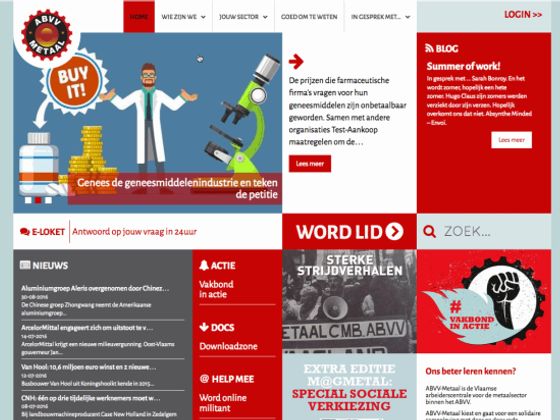 ABVV
METAAL
HOME
WIE ZIJN WE
JOUW SECTOR
GOED OM TE WETEN
IN GESPREK MET...
LOGIN >>
BUY
IT!
Genees de geneesmiddelenindustrie en teken
de petitie
De prijzen die farmaceutische
firma's vragen voor hun
geneesmiddelen zijn onbetaalbaar
geworden. Samen met andere
organisaties Test-Aankoop
maatregelen om de...
Lees meer
BLOG
Summer of work!
In gesprek met ... Sarah Bonroy. En het
wordt zomer, hopelijk een hete
zomer. Hugo Claus zijn zomers werden
verziekt door zijn verzen. Hopelijk
overkomt ons dat niet. Absynthe Minded
– Envoi.
Lees meer
E-LOKET
Antwoord op jouw vraag in 24uur
WORD LID
ZOEK...
NIEUWS
Aluminiumgroep Aleris overgenomen door Chinez...
30-08-2016
De Chinese groep Zhongwang neemt de Amerikaanse
aluminiumgroep...
ArcelorMittal engageert zich om uitstoot te v...
14-07-2016
ArcelorMittal krijgt een nieuwe milieuvergunning. Oost-Vlaams
gouverneur Jan...
Van Hool: 10,6 miljoen euro winst en 2 nieuwe...
13-07-2016
Busbouwer Van Hool uit Koningshooikt kende in 2015...
CNH: één op drie tijdelijke werknemers moet w...
08-07-2016
Bij landbouwmachineproducent Case New Holland in Zedelgem
ACTIE
Vakbond
in actie
DOCS
Downloadzone
@ HELP MEE
Word online
militant
STERKE
STRIJDVERHALEN
METAAL CMB.ABVV
EXTRA EDITIE
M@GMETAL:
SPECIAL SOCIALE
VERKIEZING
#
VAKBOND
IN ACTIE
Ons beter leren kennen?
ABVV-Metaal is de Vlaamse
arbeiderscentrale voor de metaalsector
binnen het ABVV.
ABVV-Metaal kiest en gaat voor solidaire